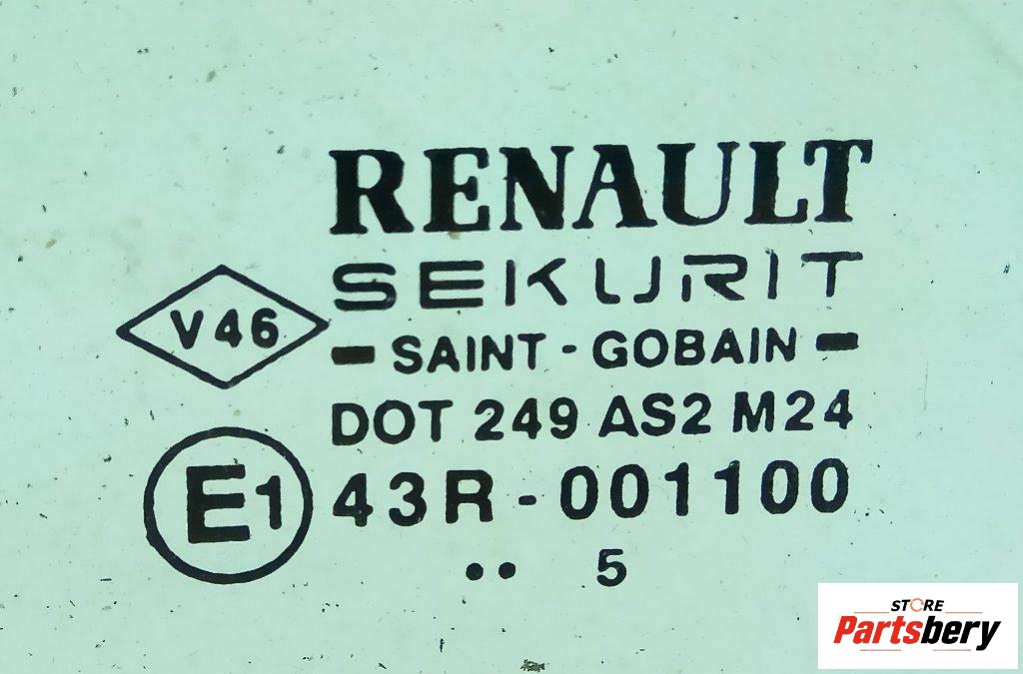 RENAULT
SEKURIT
V46
SAINT-GOBAIN
DOT 249 AS2 M24
E1 43R-001100
•• 5
STORE
Partsbery